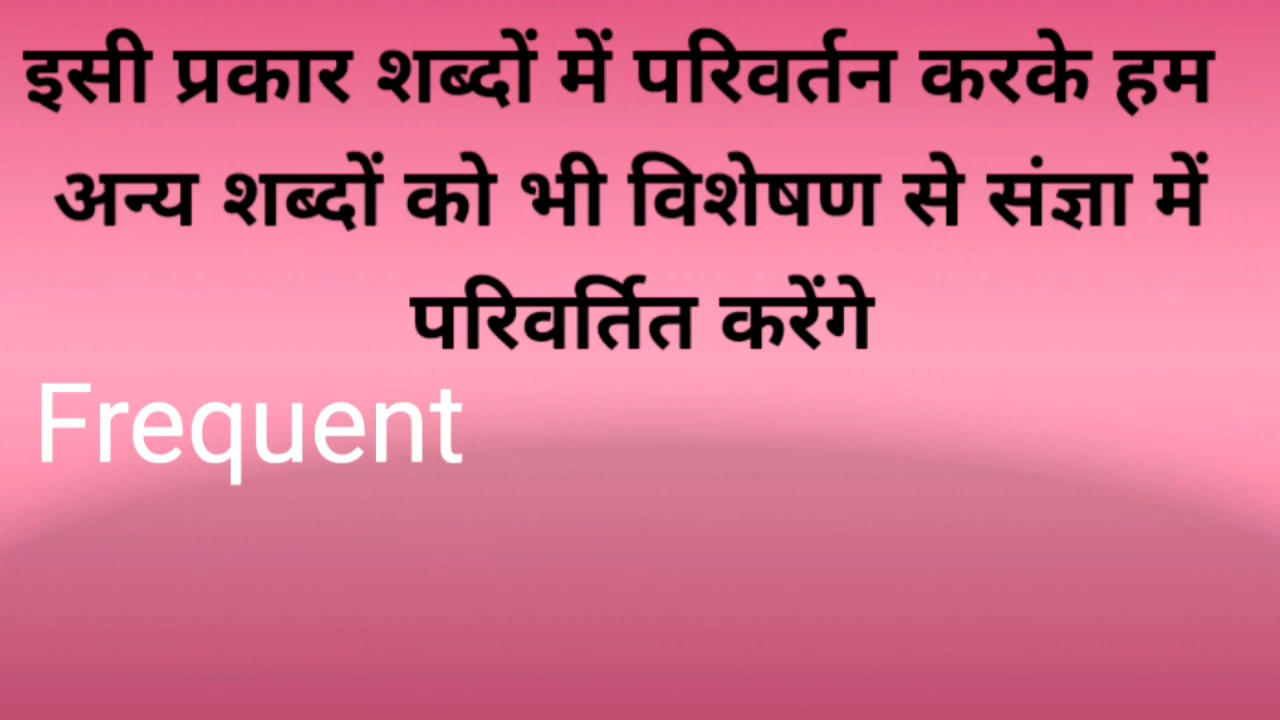 इसी प्रकार शब्दों में परिवर्तन करके हम
अन्य शब्दों को भी विशेषण से संज्ञा में
परिवर्तित करेंगे
Frequent